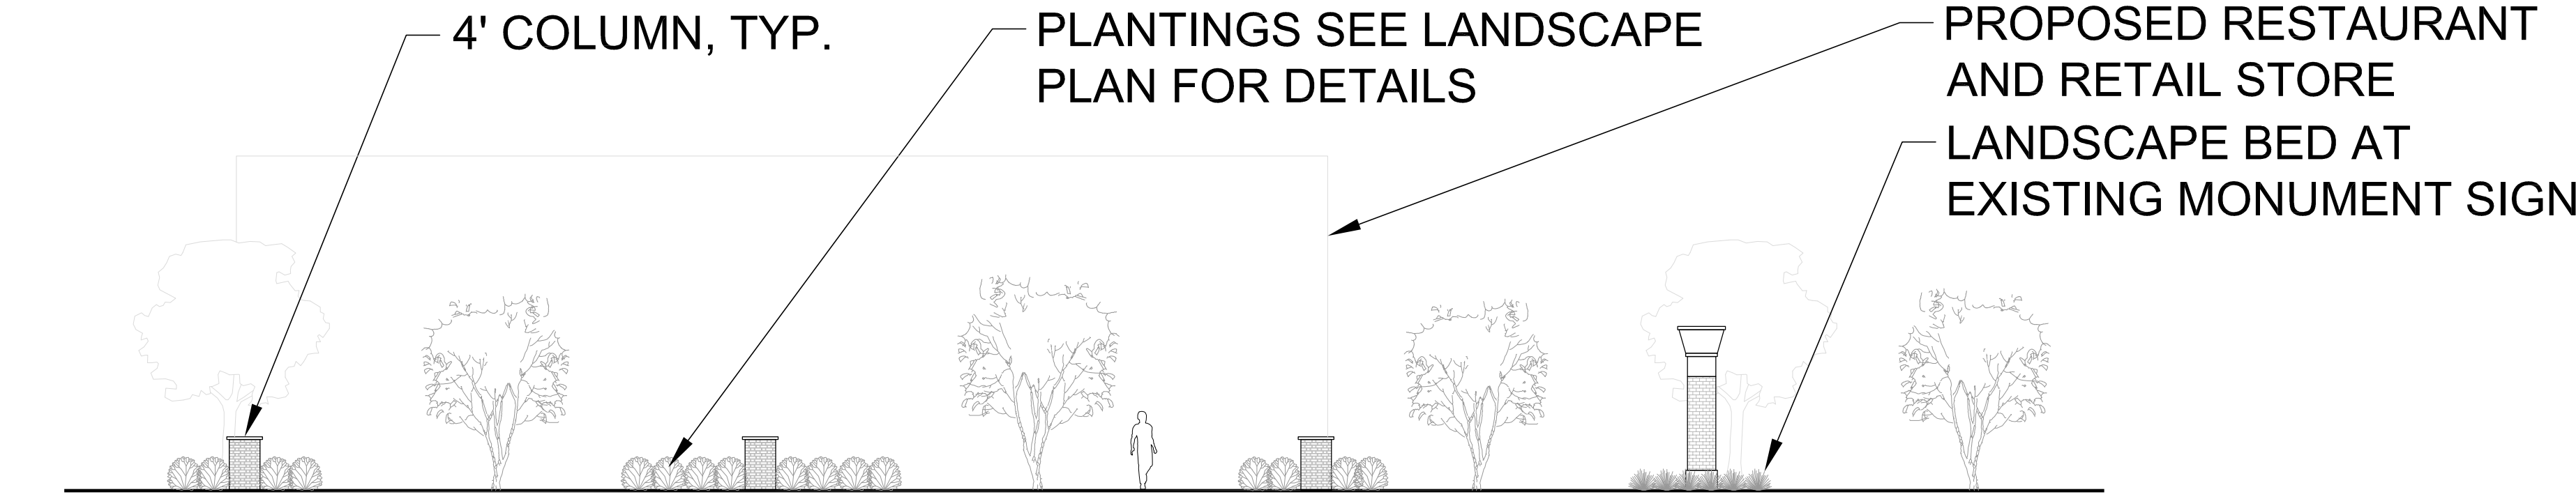 4' COLUMN, TYP.
PLANTINGS SEE LANDSCAPE
PLAN FOR DETAILS
PROPOSED RESTAURANT
AND RETAIL STORE
LANDSCAPE BED AT
EXISTING MONUMENT SIGN